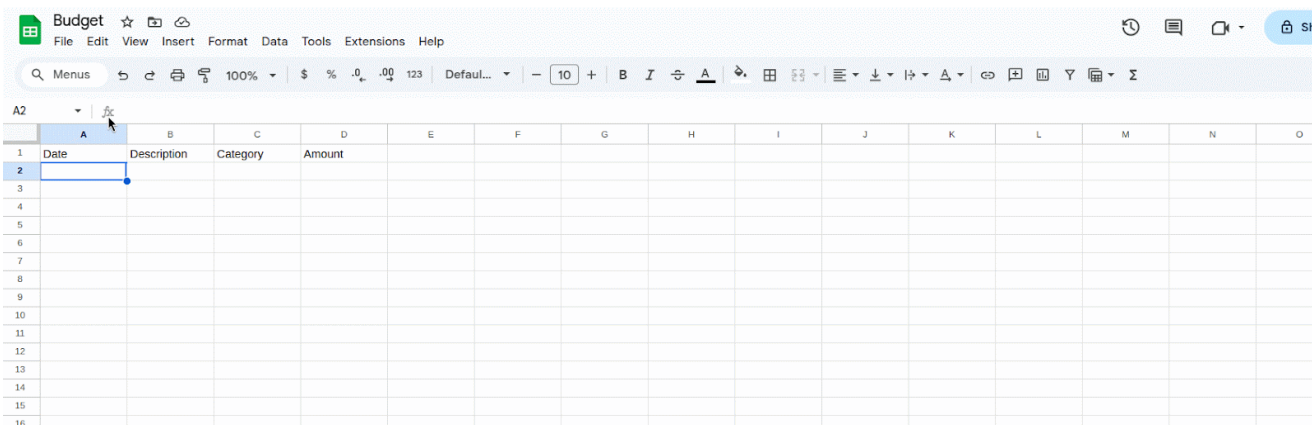 Budget
File Edit View Insert Format Data Tools Extensions Help
Menus 100% $ % .0 .00 123 Defaul... 10 B I A Σ
A2 fx
A B C D E F G H I J K L M N O
1 Date Description Category Amount
2
3
4
5
6
7
8
9
10
11
12
13
14
15
16